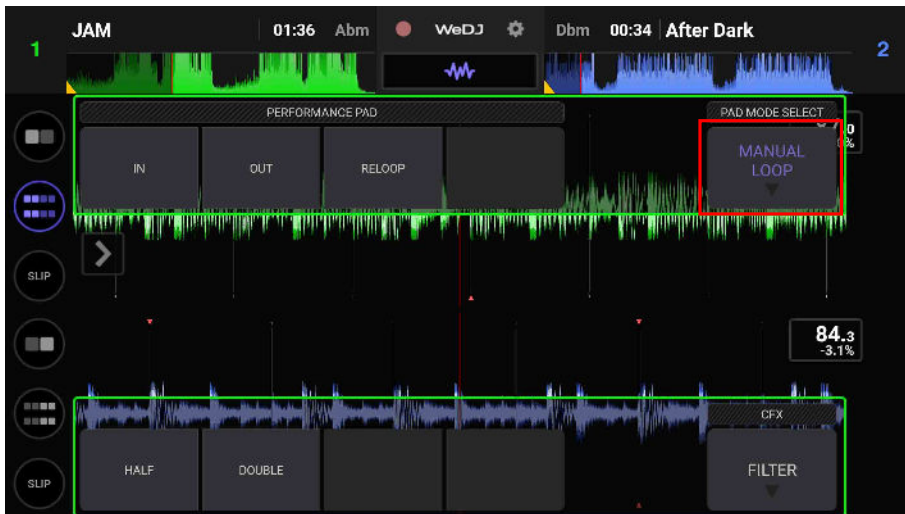 1
JAM
01:36
Abm
WeDJ
Dbm
00:34
After Dark
2
PERFORMANCE PAD
PAD MODE SELECT
IN
OUT
RELOOP
MANUAL
LOOP
SLIP
84.3
-3.1%
CFX
HALF
DOUBLE
FILTER
SLIP